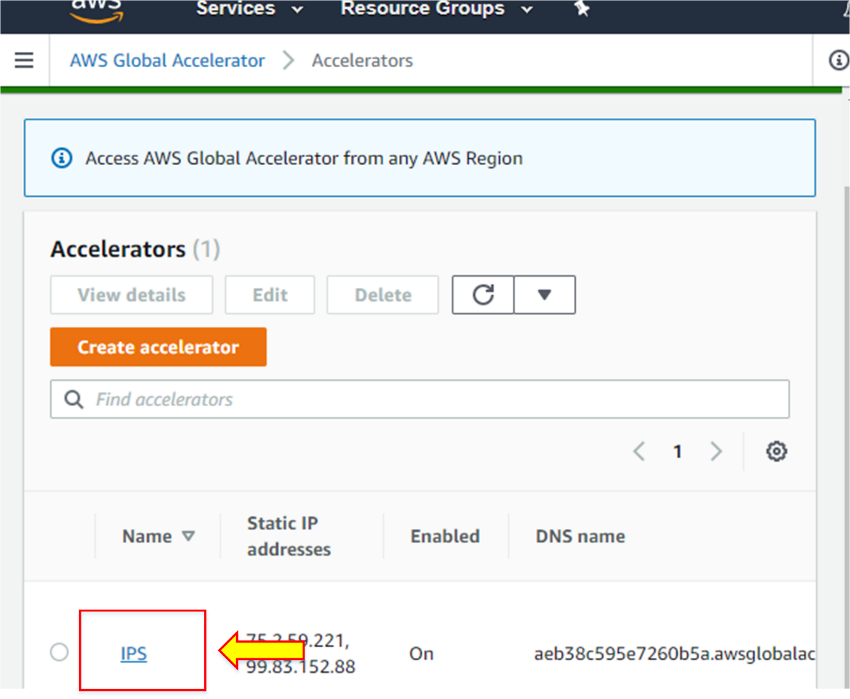 aws
Services
Resource Groups
AWS Global Accelerator
Accelerators
Access AWS Global Accelerator from any AWS Region
Accelerators (1)
View details
Edit
Delete
Create accelerator
Find accelerators
1
Name
Static IP
addresses
Enabled
DNS name
IPS
75.2.59.221,
99.83.152.88
On
aeb38c595e7260b5a.awsglobalac